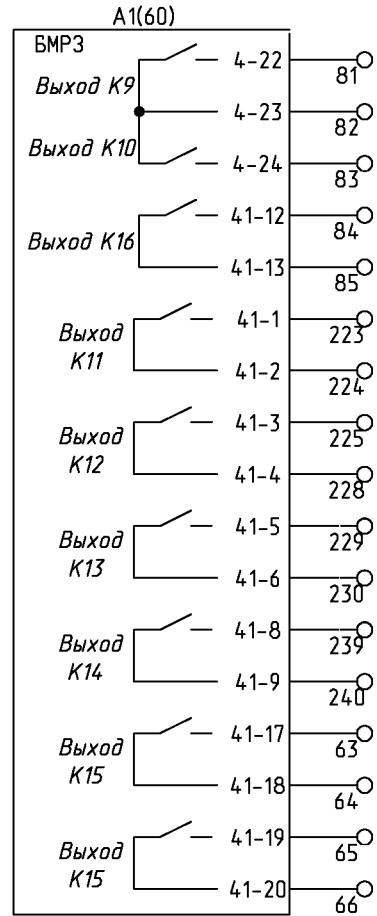 А1(60)
БМРЗ
Выход К9
4-22
81
4-23
82
Выход К10
4-24
83
41-12
84
Выход К16
41-13
85
41-1
223
Выход
К11
41-2
224
41-3
225
Выход
К12
41-4
228
41-5
229
Выход
К13
41-6
230
41-8
239
Выход
К14
41-9
240
41-17
63
Выход
К15
41-18
64
41-19
65
Выход
К15
41-20
66